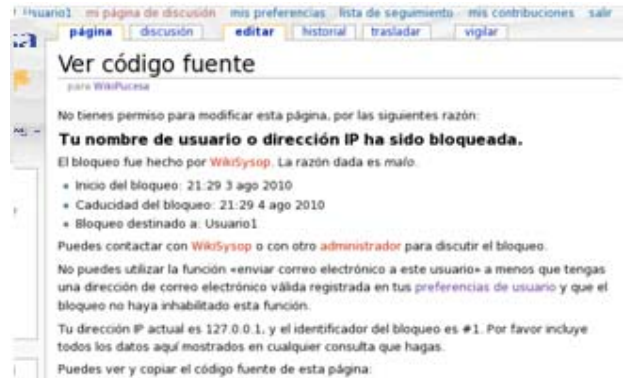 Usuario1 mi página de discusión mis preferencias lista de seguimiento mis contribuciones salir
página discusión editar historial trasladar vigilar
Ver código fuente
para WikiPucesa
No tienes permiso para modificar esta página, por las siguientes razón:
Tu nombre de usuario o dirección IP ha sido bloqueada.
El bloqueo fue hecho por WikiSysop. La razón dada es malo.
Inicio del bloqueo: 21:29 3 ago 2010
Caducidad del bloqueo: 21:29 4 ago 2010
Bloqueo destinado a: Usuario1
Puedes contactar con WikiSysop o con otro administrador para discutir el bloqueo.
No puedes utilizar la función «enviar correo electrónico a este usuario» a menos que tengas
una dirección de correo electrónico válida registrada en tus preferencias de usuario y que el
bloqueo no haya inhabilitado esta función.
Tu dirección IP actual es 127.0.0.1, y el identificador del bloqueo es #1. Por favor incluye
todos los datos aquí mostrados en cualquier consulta que hagas.
Puedes ver y copiar el código fuente de esta página: